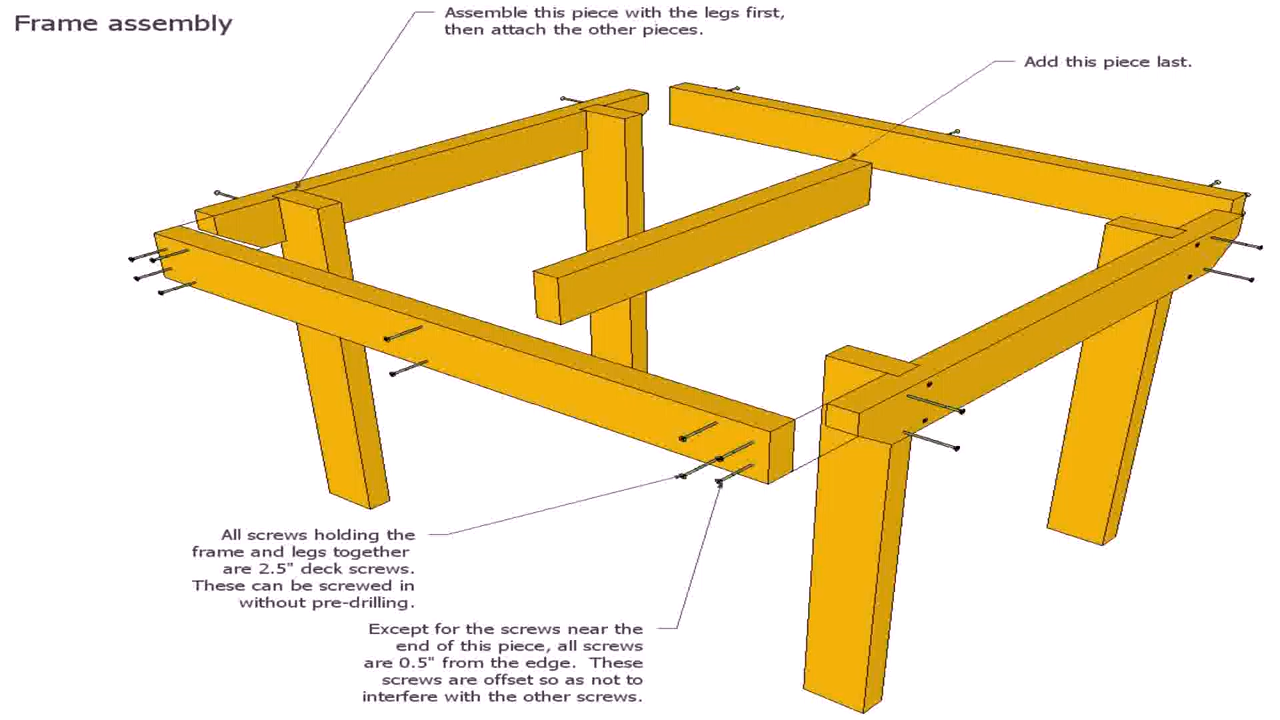 Frame assembly
Assemble this piece with the legs first,
then attach the other pieces.
Add this piece last.
All screws holding the
frame and legs together
are 2.5" deck screws.
These can be screwed in
without pre-drilling.
Except for the screws near the
end of this piece, all screws
are 0.5" from the edge.  These
screws are offset so as not to
interfere with the other screws.